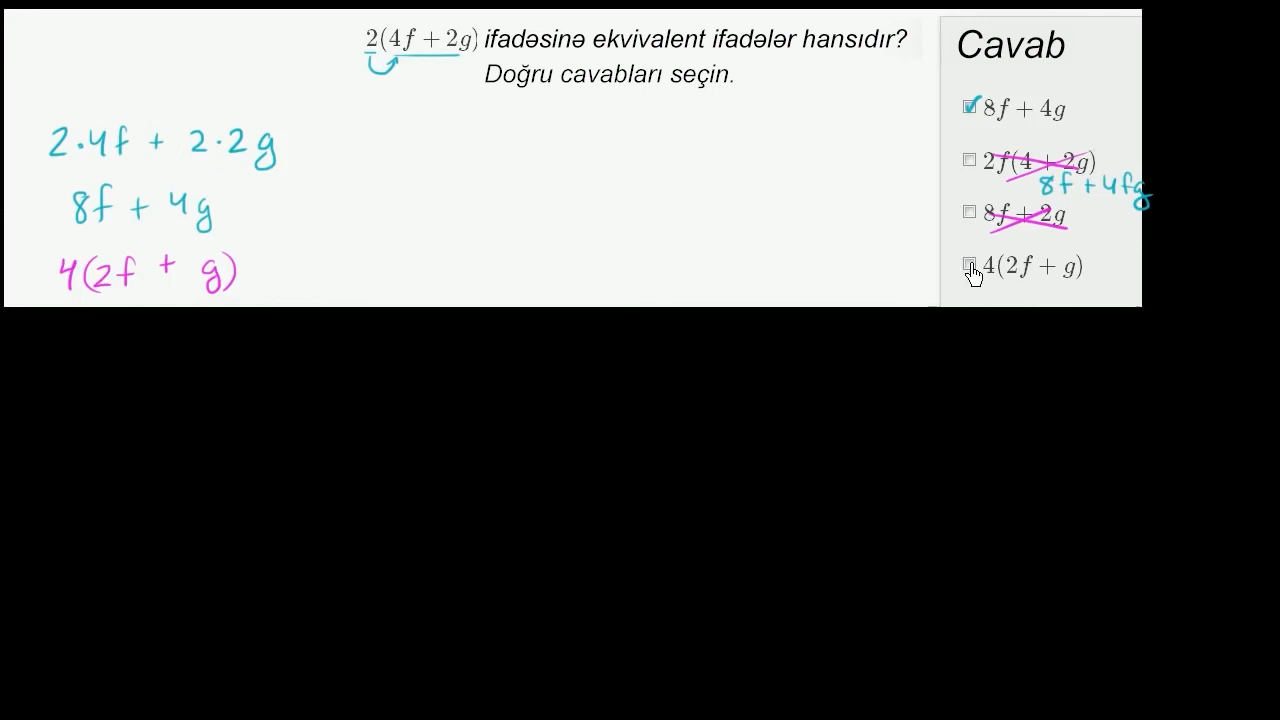 2(4f + 2g) ifadəsinə ekvivalent ifadələr hansıdır?
Doğru cavabları seçin.
2·4f + 2·2g
8f + 4g
4(2f + g)
Cavab
8f + 4g
2f(4 + 2g)
8f + 4fg
8f + 2g
4(2f + g)